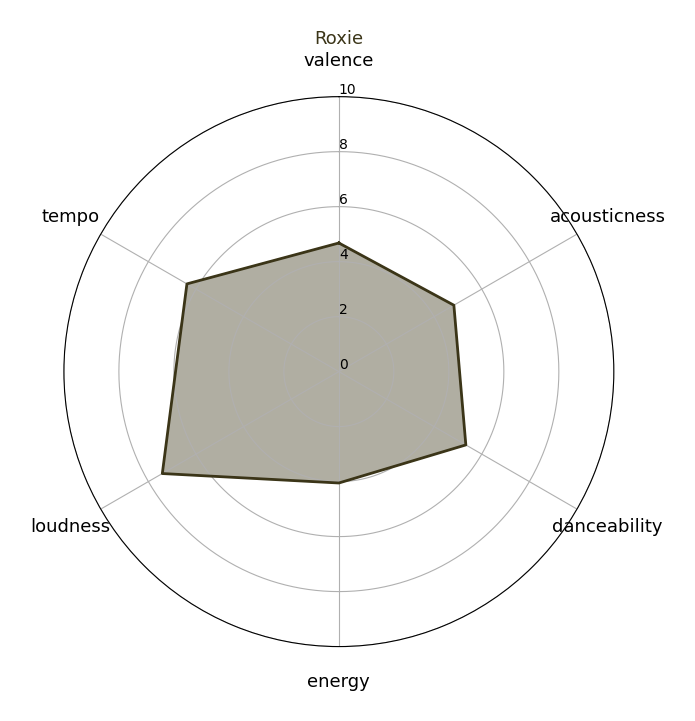 Roxie
valence
10
8
6
4
2
0
tempo
acousticness
loudness
danceability
energy